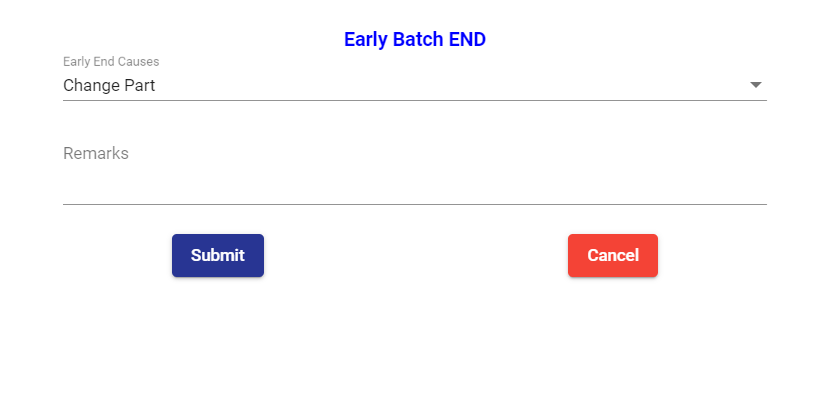 Early Batch END
Early End Causes
Change Part
Remarks
Submit
Cancel